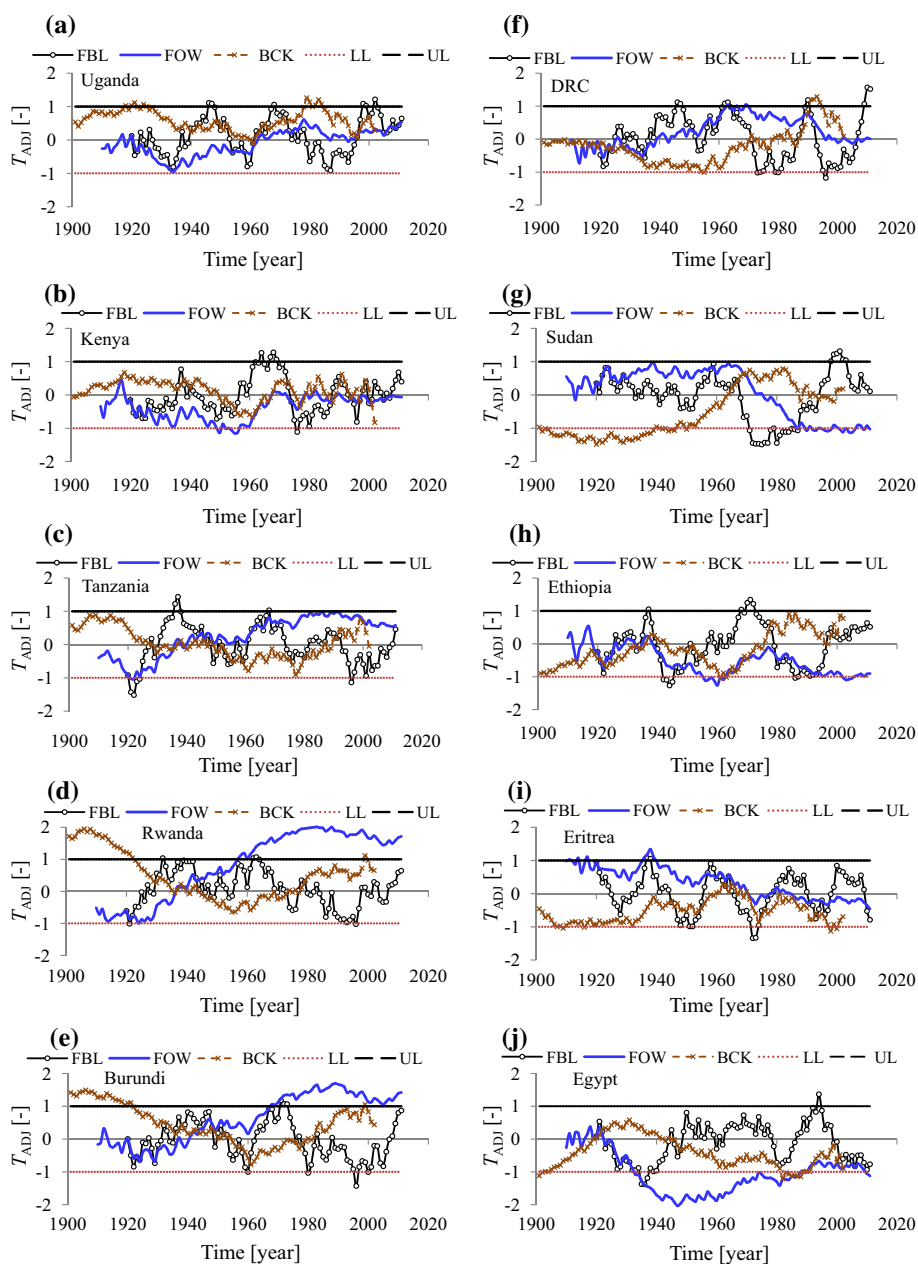 (a)
FBL FOW BCK LL UL
Uganda
T_ADJ [-]
2
1
0
-1
-2
1900 1920 1940 1960 1980 2000 2020
Time [year]
(b)
FBL FOW BCK LL UL
Kenya
T_ADJ [-]
2
1
0
-1
-2
1900 1920 1940 1960 1980 2000 2020
Time [year]
(c)
FBL FOW BCK LL UL
Tanzania
T_ADJ [-]
2
1
0
-1
-2
1900 1920 1940 1960 1980 2000 2020
Time [year]
(d)
FBL FOW BCK LL UL
Rwanda
T_ADJ [-]
2
1
0
-1
-2
1900 1920 1940 1960 1980 2000 2020
Time [year]
(e)
FBL FOW BCK LL UL
Burundi
T_ADJ [-]
2
1
0
-1
-2
1900 1920 1940 1960 1980 2000 2020
Time [year]
(f)
FBL FOW BCK LL UL
DRC
T_ADJ [-]
2
1
0
-1
-2
1900 1920 1940 1960 1980 2000 2020
Time [year]
(g)
FBL FOW BCK LL UL
Sudan
T_ADJ [-]
2
1
0
-1
-2
1900 1920 1940 1960 1980 2000 2020
Time [year]
(h)
FBL FOW BCK LL UL
Ethiopia
T_ADJ [-]
2
1
0
-1
-2
1900 1920 1940 1960 1980 2000 2020
Time [year]
(i)
FBL FOW BCK LL UL
Eritrea
T_ADJ [-]
2
1
0
-1
-2
1900 1920 1940 1960 1980 2000 2020
Time [year]
(j)
FBL FOW BCK LL UL
Egypt
T_ADJ [-]
2
1
0
-1
-2
1900 1920 1940 1960 1980 2000 2020
Time [year]